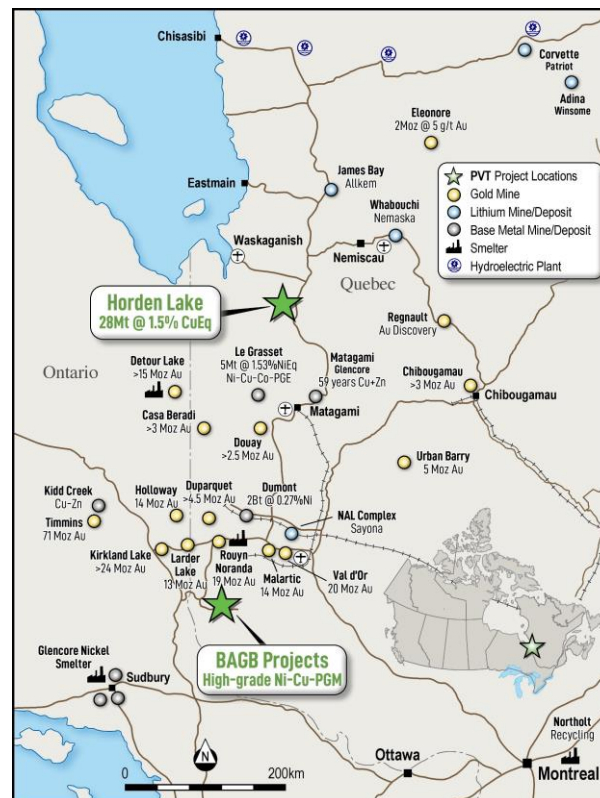 Chisasibi
Corvette
Patriot
Adina
Winsome
Eleonore
2Moz @ 5 g/t Au
James Bay
Allkem
Eastmain
Whabouchi
Nemaska
PVT Project Locations
Gold Mine
Lithium Mine/Deposit
Base Metal Mine/Deposit
Smelter
Hydroelectric Plant
Waskaganish
Nemiscau
Quebec
Horden Lake
28Mt @ 1.5% CuEq
Regnault
Au Discovery
Ontario
Detour Lake
>15 Moz Au
Le Grasset
5Mt @ 1.53%NiEq
Ni-Cu-Co-PGE
Matagami
Glencore
59 years Cu+Zn
Chibougamau
>3 Moz Au
Chibougamau
Matagami
Casa Beradi
>3 Moz Au
Douay
>2.5 Moz Au
Urban Barry
5 Moz Au
Kidd Creek
Cu-Zn
Timmins
71 Moz Au
Holloway
14 Moz Au
Duparquet
>4.5 Moz Au
Dumont
2Bt @ 0.27%Ni
NAL Complex
Sayona
Kirkland Lake
>24 Moz Au
Larder
Lake
13 Moz Au
Rouyn
Noranda
19 Moz Au
Malartic
14 Moz Au
Val d'Or
20 Moz Au
BAGB Projects
High-grade Ni-Cu-PGM
Glencore Nickel
Smelter
Sudbury
Northolt
Recycling
N
Ottawa
Montreal
0
200km